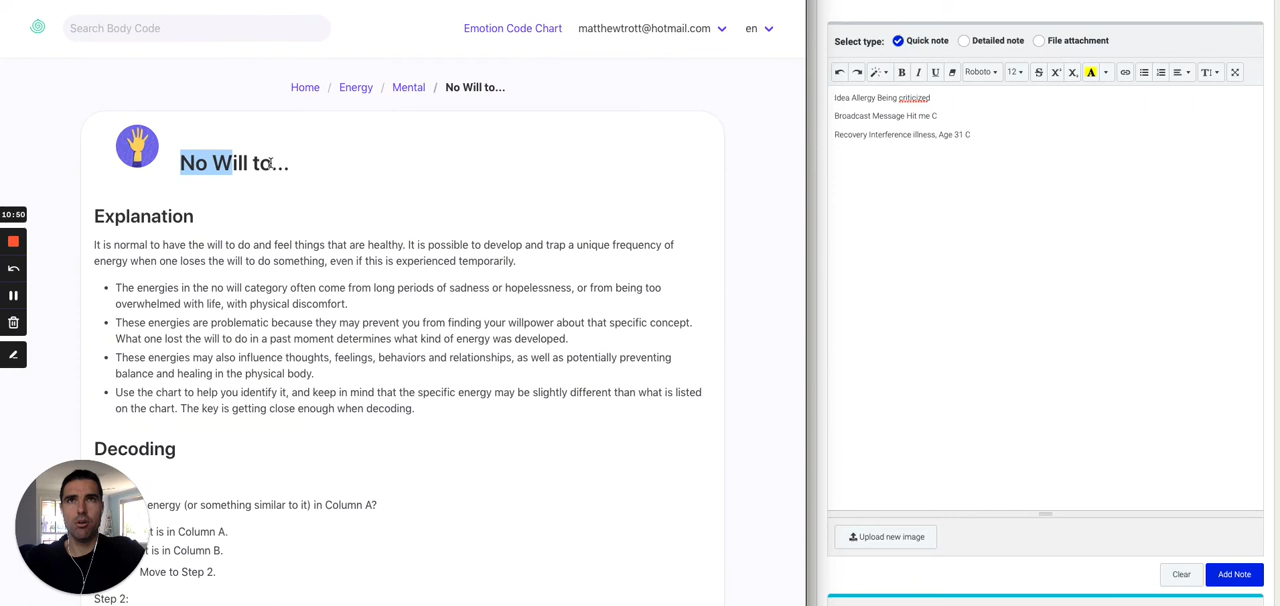 Search Body Code
Emotion Code Chart
matthewtrott@hotmail.com
en
Home / Energy / Mental / No Will to...
No Will to...
Explanation
It is normal to have the will to do and feel things that are healthy. It is possible to develop and trap a unique frequency of
energy when one loses the will to do something, even if this is experienced temporarily.
• The energies in the no will category often come from long periods of sadness or hopelessness, or from being too
overwhelmed with life, with physical discomfort.
• These energies are problematic because they may prevent you from finding your willpower about that specific concept.
What one lost the will to do in a past moment determines what kind of energy was developed.
• These energies may also influence thoughts, feelings, behaviors and relationships, as well as potentially preventing
balance and healing in the physical body.
• Use the chart to help you identify it, and keep in mind that the specific energy may be slightly different than what is listed
on the chart. The key is getting close enough when decoding.
Decoding
energy (or something similar to it) in Column A?
t is in Column A.
t is in Column B.
Move to Step 2.
Step 2:
10:50
Select type: Quick note Detailed note File attachment
B I U Roboto 12 S X A T!
Idea Allergy Being criticized
Broadcast Message Hit me C
Recovery Interference illness, Age 31 C
Upload new image
Clear
Add Note